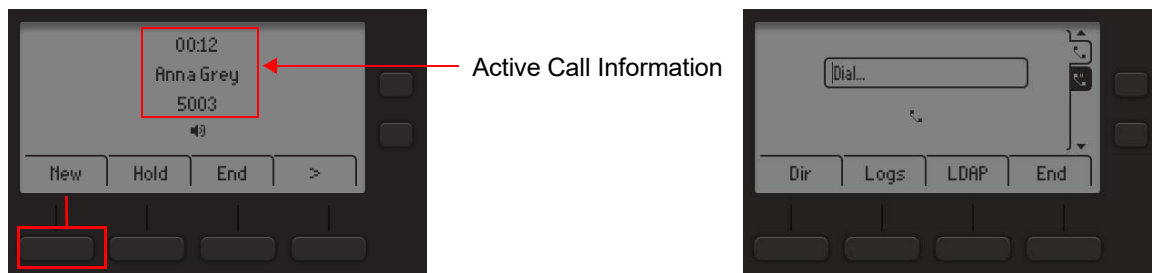 00:12
Anna Grey
5003
New Hold End >
Active Call Information
Dial...
Dir Logs LDAP End